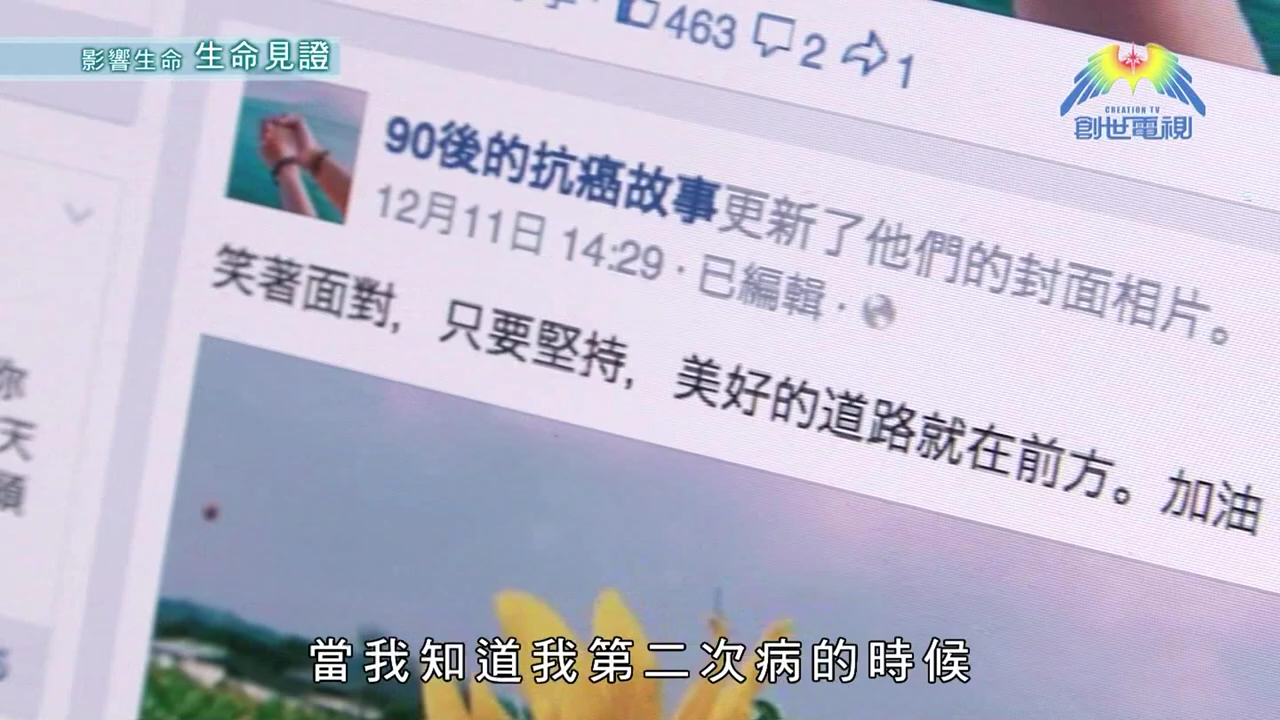 463 2 1
影響生命 生命見證
CREATION TV
創世電視
90後的抗癌故事更新了他們的封面相片。
12月11日 14:29 · 已編輯 ·
笑著面對，只要堅持，美好的道路就在前方。加油
你
天
頭
當我知道我第二次病的時候